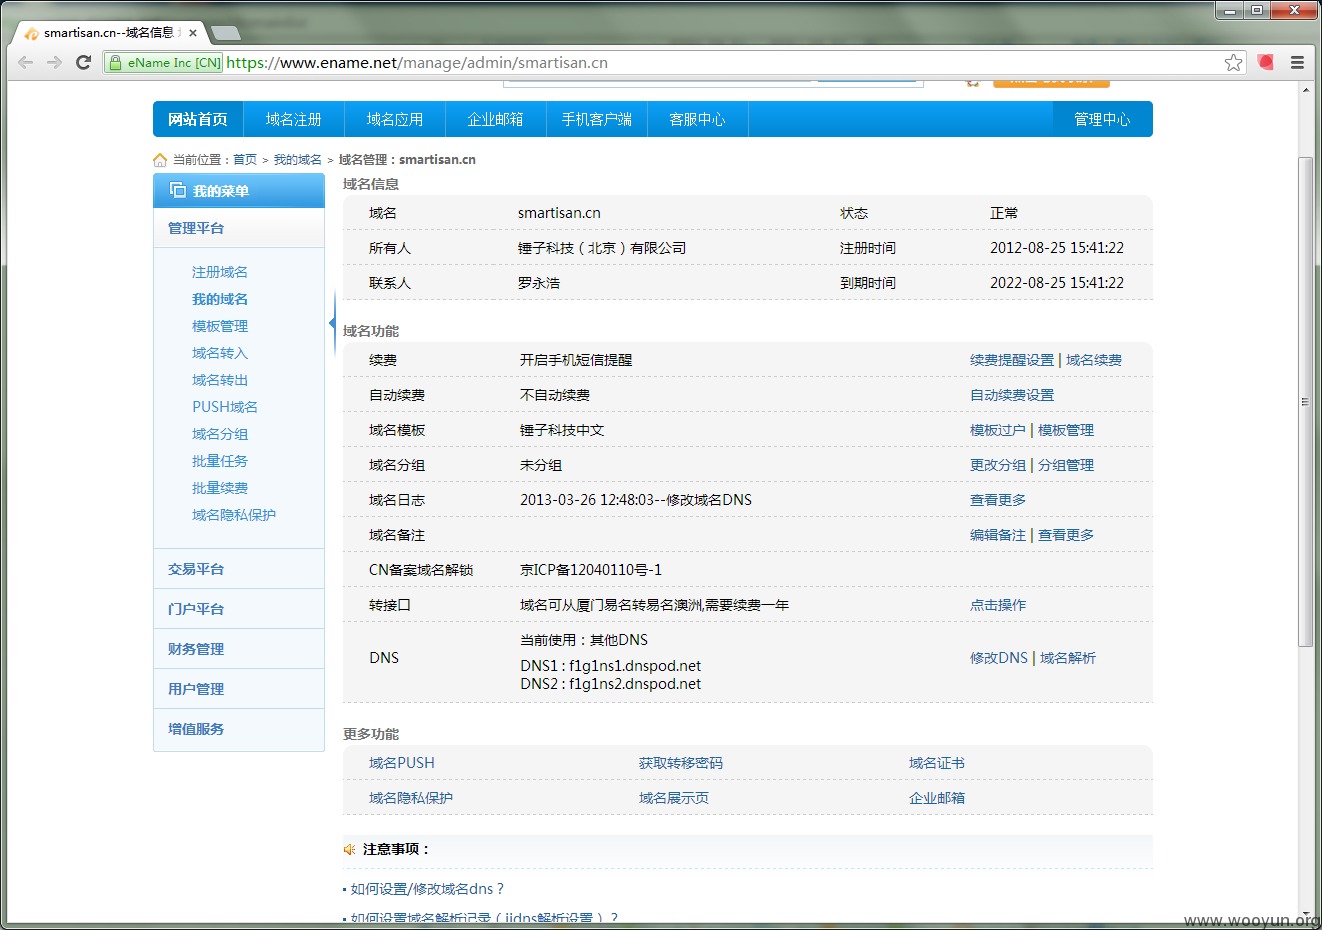 smartisan.cn--域名信息
eName Inc [CN] https://www.ename.net/manage/admin/smartisan.cn
网站首页 域名注册 域名应用 企业邮箱 手机客户端 客服中心 管理中心
当前位置：首页 > 我的域名 > 域名管理：smartisan.cn
我的菜单
管理平台
注册域名
我的域名
模板管理
域名转入
域名转出
PUSH域名
域名分组
批量任务
批量续费
域名隐私保护
交易平台
门户平台
财务管理
用户管理
增值服务
域名信息
域名 smartisan.cn 状态 正常
所有人 锤子科技（北京）有限公司 注册时间 2012-08-25 15:41:22
联系人 罗永浩 到期时间 2022-08-25 15:41:22
域名功能
续费 开启手机短信提醒 续费提醒设置 | 域名续费
自动续费 不自动续费 自动续费设置
域名模板 锤子科技中文 模板过户 | 模板管理
域名分组 未分组 更改分组 | 分组管理
域名日志 2013-03-26 12:48:03--修改域名DNS 查看更多
域名备注 编辑备注 | 查看更多
CN备案域名解锁 京ICP备12040110号-1
转接口 域名可从厦门易名转易名澳洲,需要续费一年 点击操作
DNS 当前使用：其他DNS 修改DNS | 域名解析
DNS1 : f1g1ns1.dnspod.net
DNS2 : f1g1ns2.dnspod.net
更多功能
域名PUSH 获取转移密码 域名证书
域名隐私保护 域名展示页 企业邮箱
注意事项：
如何设置/修改域名dns？
如何设置域名解析记录（iidns解析设置）？
www.wooyun.org